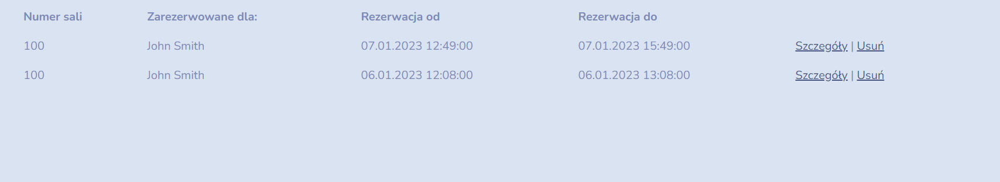 Numer sali Zarezerwowane dla: Rezerwacja od Rezerwacja do
100 John Smith 07.01.2023 12:49:00 07.01.2023 15:49:00 Szczegóły | Usuń
100 John Smith 06.01.2023 12:08:00 06.01.2023 13:08:00 Szczegóły | Usuń